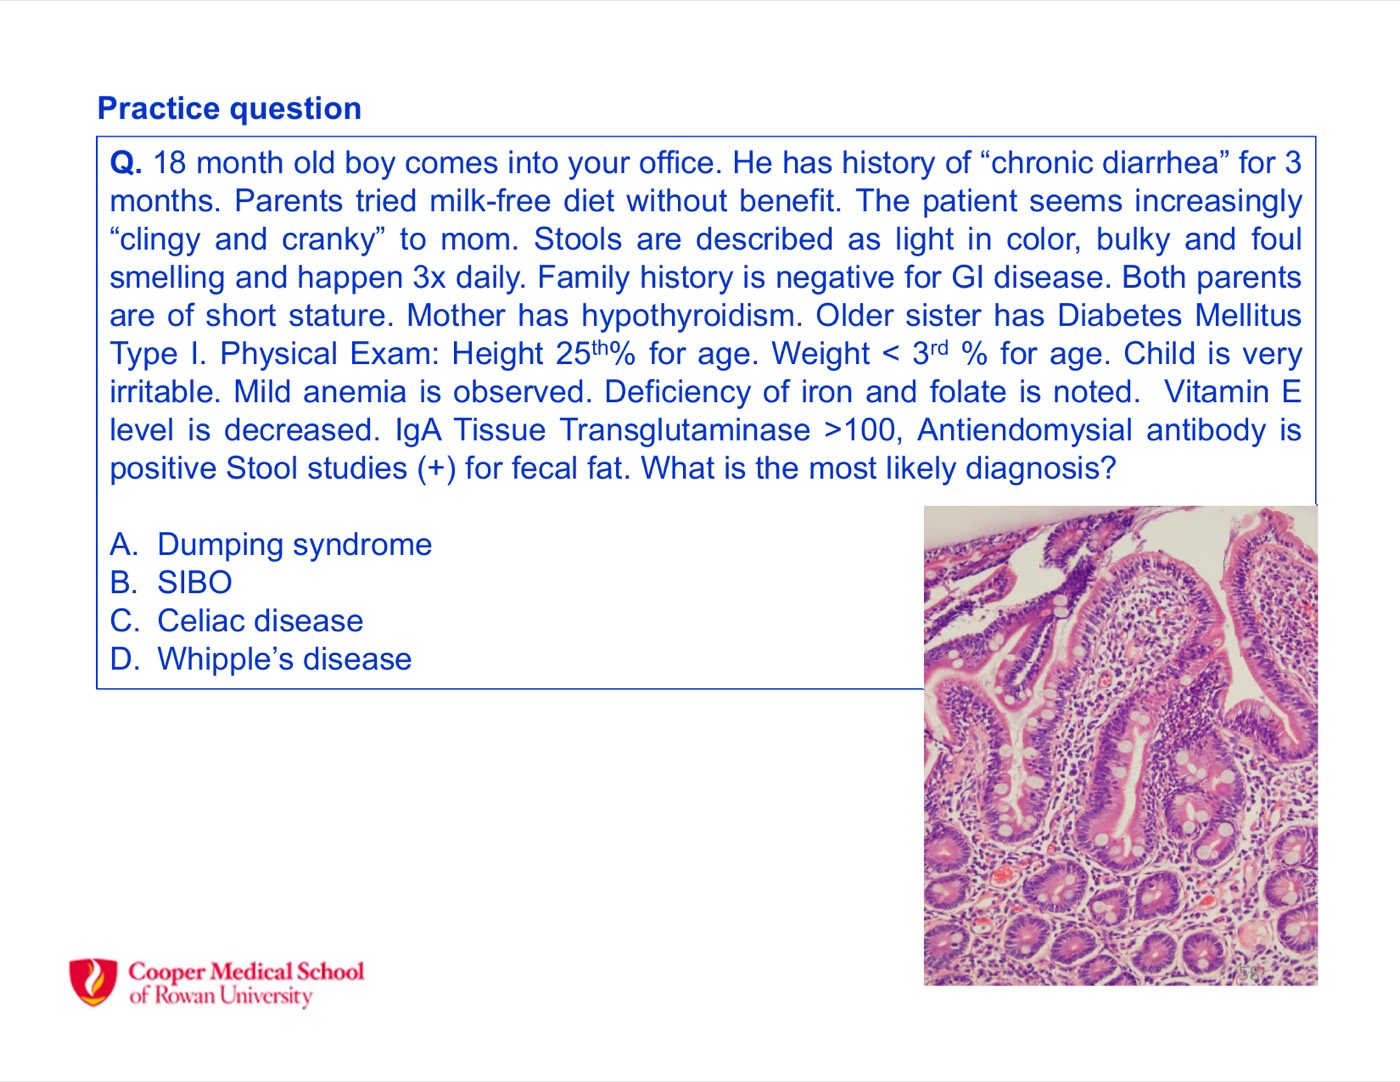 Practice question
Q. 18 month old boy comes into your office. He has history of “chronic diarrhea” for 3
months. Parents tried milk-free diet without benefit. The patient seems increasingly
“clingy and cranky” to mom. Stools are described as light in color, bulky and foul
smelling and happen 3x daily. Family history is negative for GI disease. Both parents
are of short stature. Mother has hypothyroidism. Older sister has Diabetes Mellitus
Type I. Physical Exam: Height 25th% for age. Weight < 3rd % for age. Child is very
irritable. Mild anemia is observed. Deficiency of iron and folate is noted. Vitamin E
level is decreased. IgA Tissue Transglutaminase >100, Antiendomysial antibody is
positive Stool studies (+) for fecal fat. What is the most likely diagnosis?
A. Dumping syndrome
B. SIBO
C. Celiac disease
D. Whipple’s disease
Cooper Medical School
of Rowan University